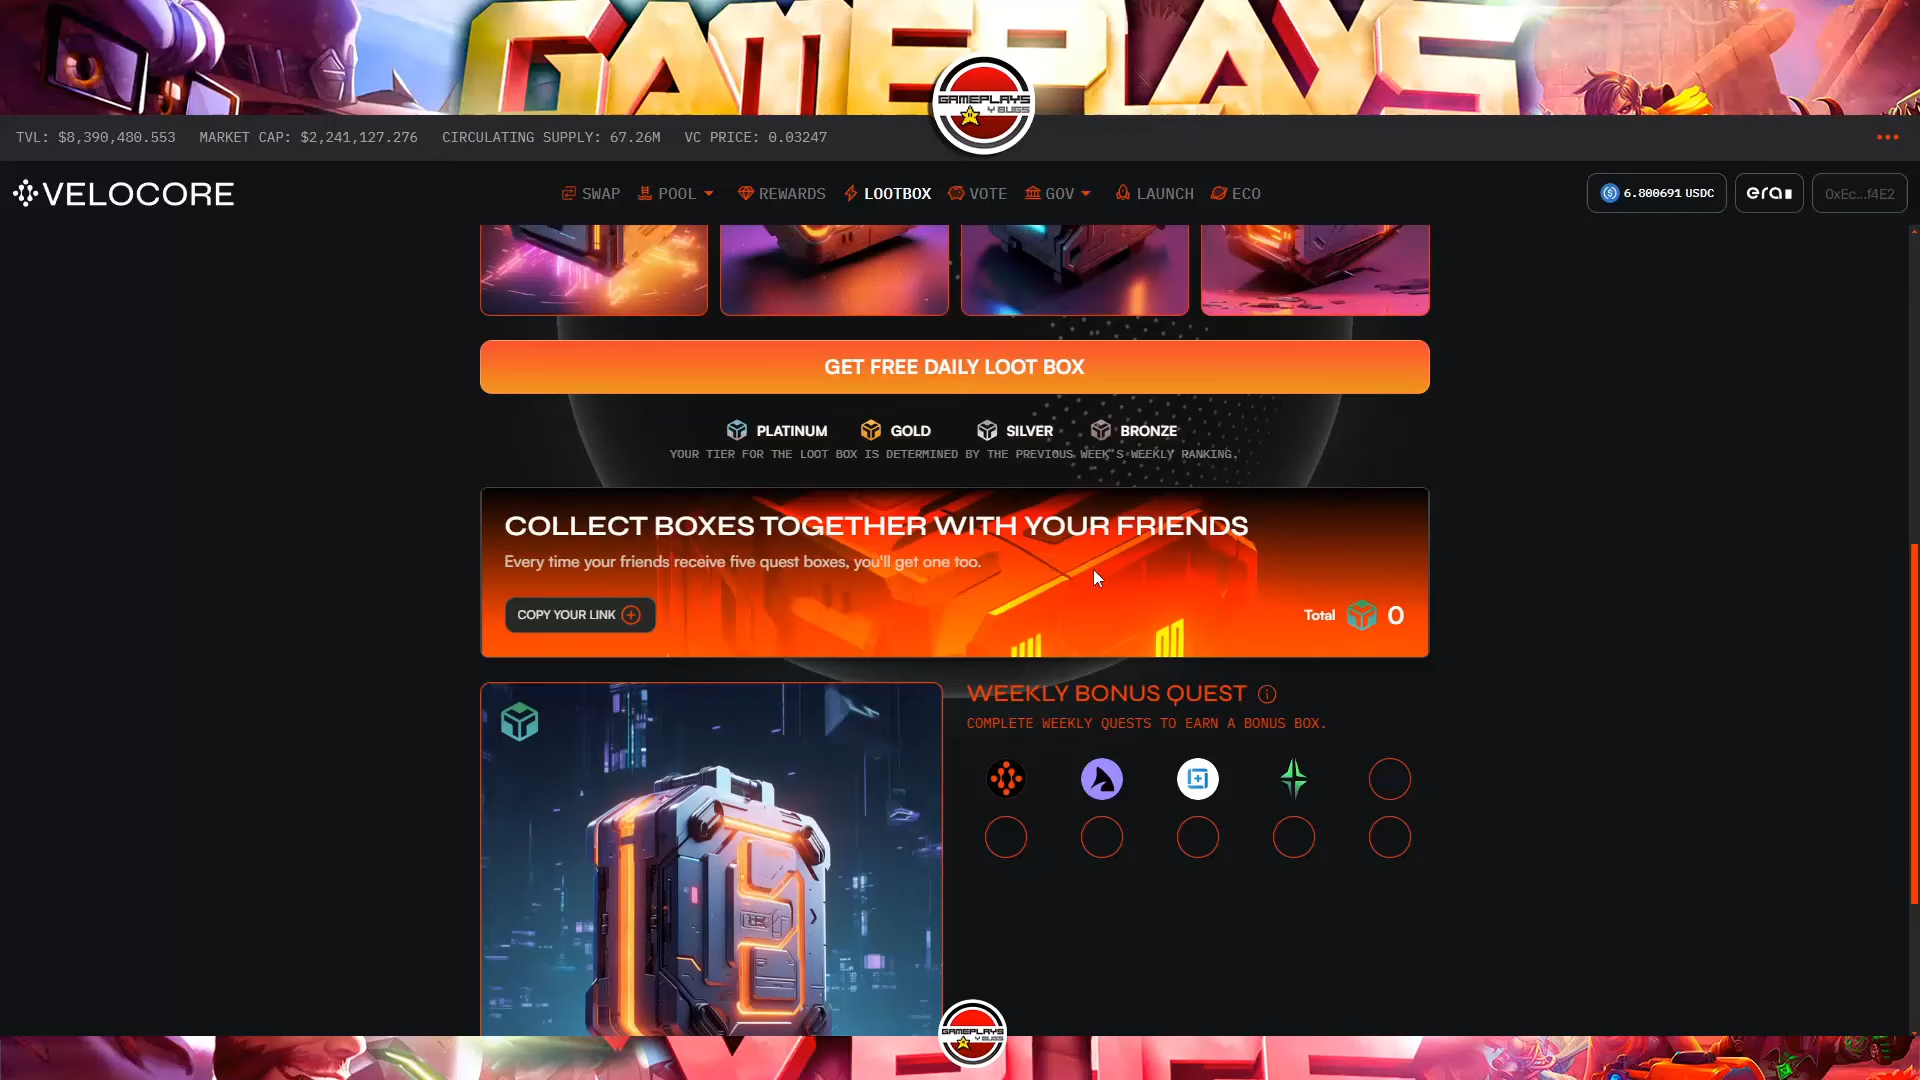 GAMEPLAYS
GAMEPLAYS
Y BUGS
TVL: $8,390,480.553 MARKET CAP: $2,241,127.276 CIRCULATING SUPPLY: 67.26M VC PRICE: 0.03247
VELOCORE
SWAP POOL REWARDS LOOTBOX VOTE GOV LAUNCH ECO
6.800691 USDC
era
0xEc...f4E2
GET FREE DAILY LOOT BOX
PLATINUM GOLD SILVER BRONZE
YOUR TIER FOR THE LOOT BOX IS DETERMINED BY THE PREVIOUS WEEK'S WEEKLY RANKING.
COLLECT BOXES TOGETHER WITH YOUR FRIENDS
Every time your friends receive five quest boxes, you'll get one too.
COPY YOUR LINK
Total 0
WEEKLY BONUS QUEST
COMPLETE WEEKLY QUESTS TO EARN A BONUS BOX.
GAMEPLAYS
Y BUGS